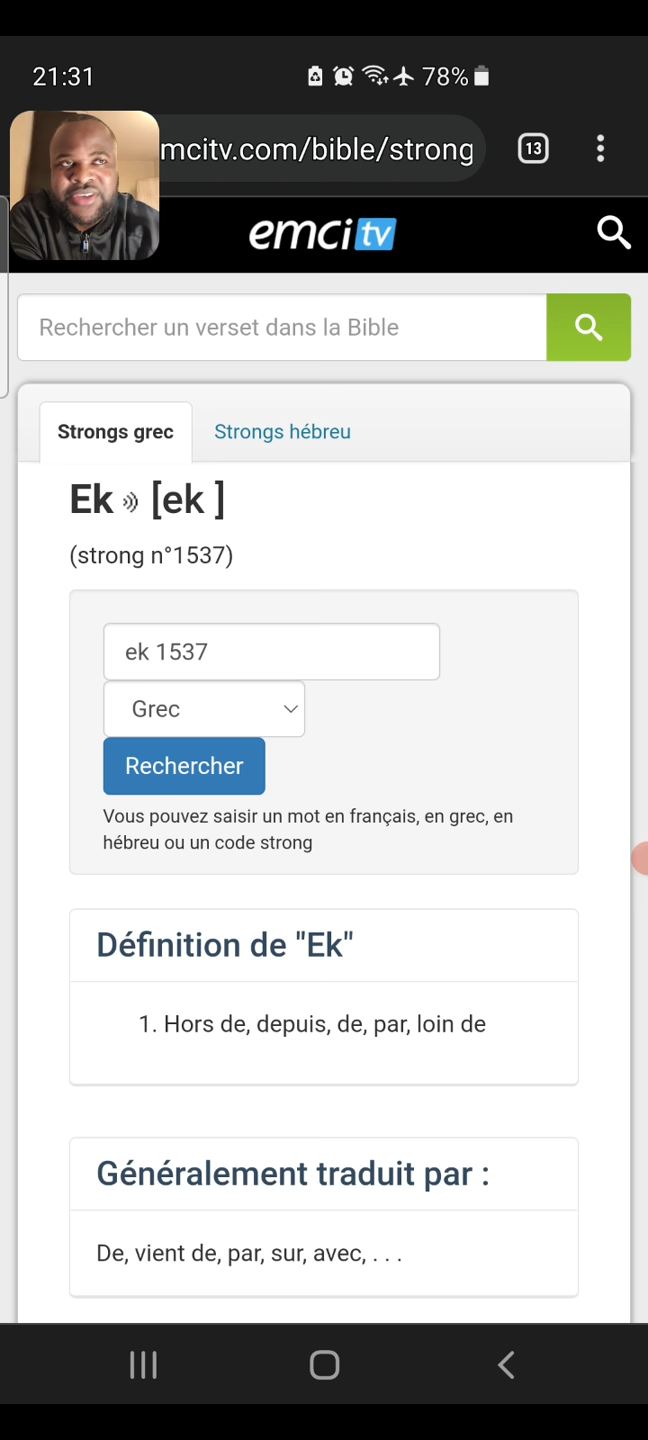 21:31
78%
mcitv.com/bible/strong
13
emci tv
Rechercher un verset dans la Bible
Strongs grec
Strongs hébreu
Ek [ek ]
(strong n°1537)
ek 1537
Grec
Rechercher
Vous pouvez saisir un mot en français, en grec, en
hébreu ou un code strong
Définition de "Ek"
1. Hors de, depuis, de, par, loin de
Généralement traduit par :
De, vient de, par, sur, avec, . . .